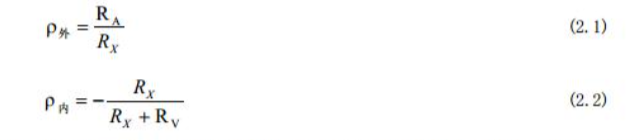 ρ外 = R_A / R_X (2.1)
ρ内 = − R_X / (R_X + R_V) (2.2)